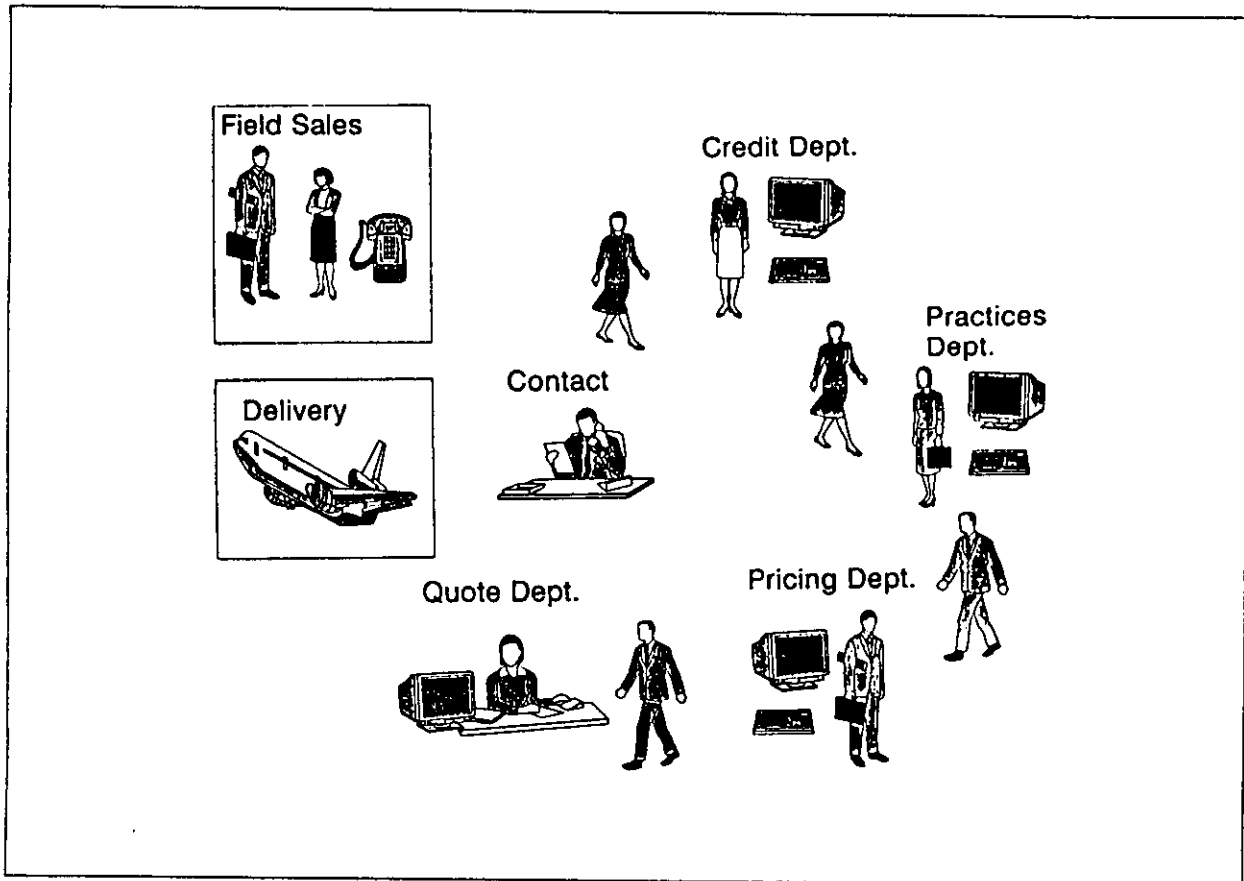 Field Sales
Credit Dept.
Practices
Dept.
Contact
Delivery
Quote Dept.
Pricing Dept.